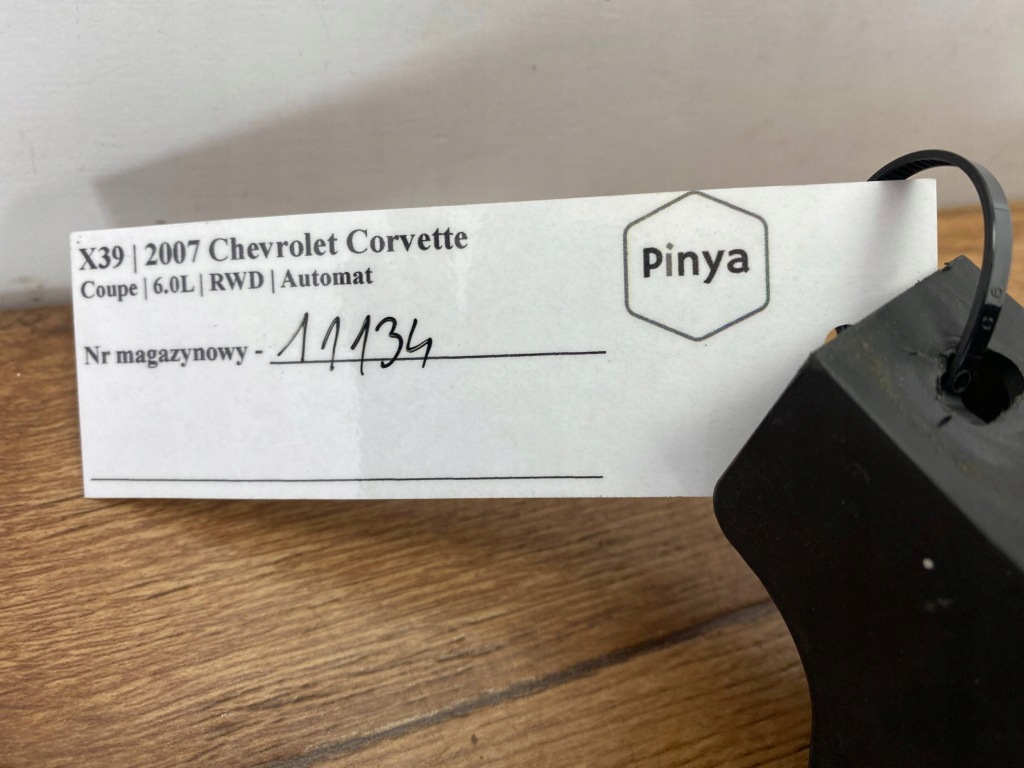 X39 | 2007 Chevrolet Corvette
Coupe | 6.0L | RWD | Automat
Nr magazynowy - 11134
Pinya